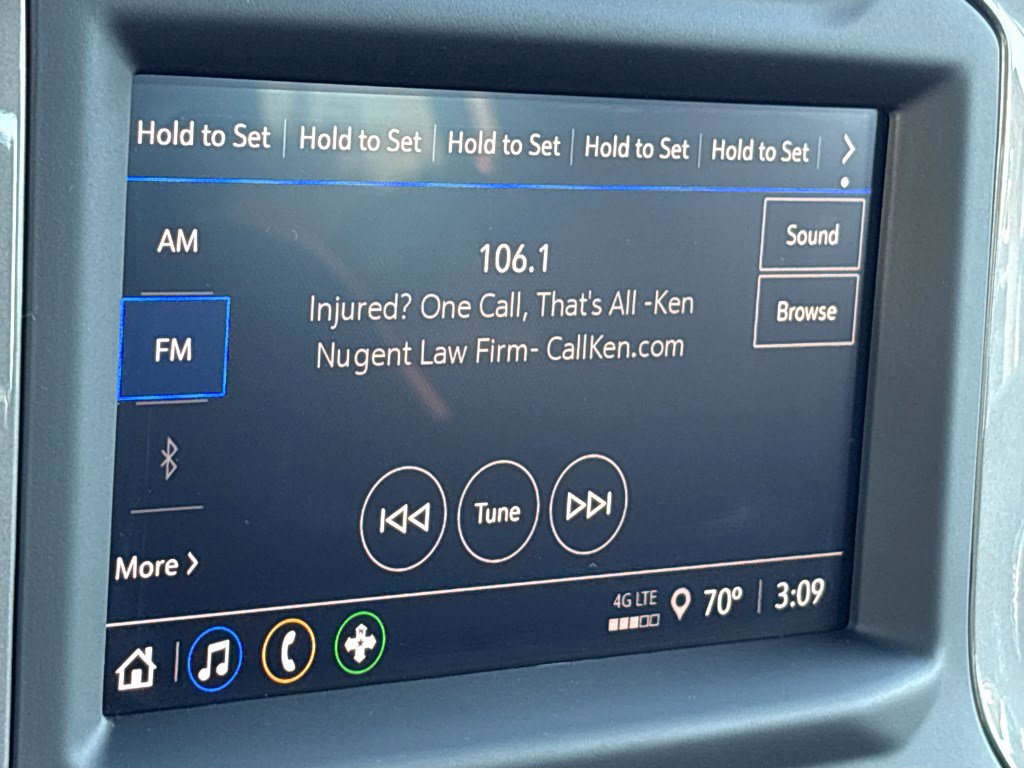 Hold to Set Hold to Set Hold to Set Hold to Set Hold to Set
AM
Sound
106.1
Injured? One Call, That's All -Ken
Browse
FM
Nugent Law Firm- CallKen.com
Tune
More
4G LTE
70° 3:09
N